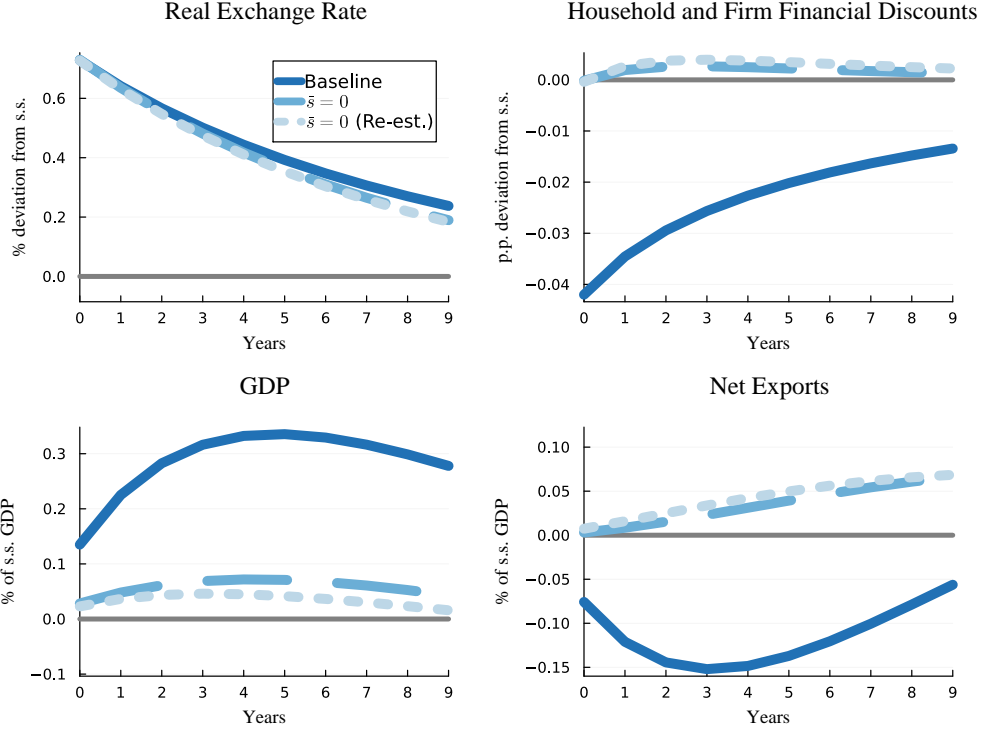 Real Exchange Rate
% deviation from s.s.
0.6
0.4
0.2
0.0
Baseline
s̄ = 0
s̄ = 0 (Re-est.)
0 1 2 3 4 5 6 7 8 9
Years
Household and Firm Financial Discounts
p.p. deviation from s.s.
0.00
−0.01
−0.02
−0.03
−0.04
0 1 2 3 4 5 6 7 8 9
Years
GDP
% of s.s. GDP
0.3
0.2
0.1
0.0
−0.1
0 1 2 3 4 5 6 7 8 9
Years
Net Exports
% of s.s. GDP
0.10
0.05
0.00
−0.05
−0.10
−0.15
0 1 2 3 4 5 6 7 8 9
Years